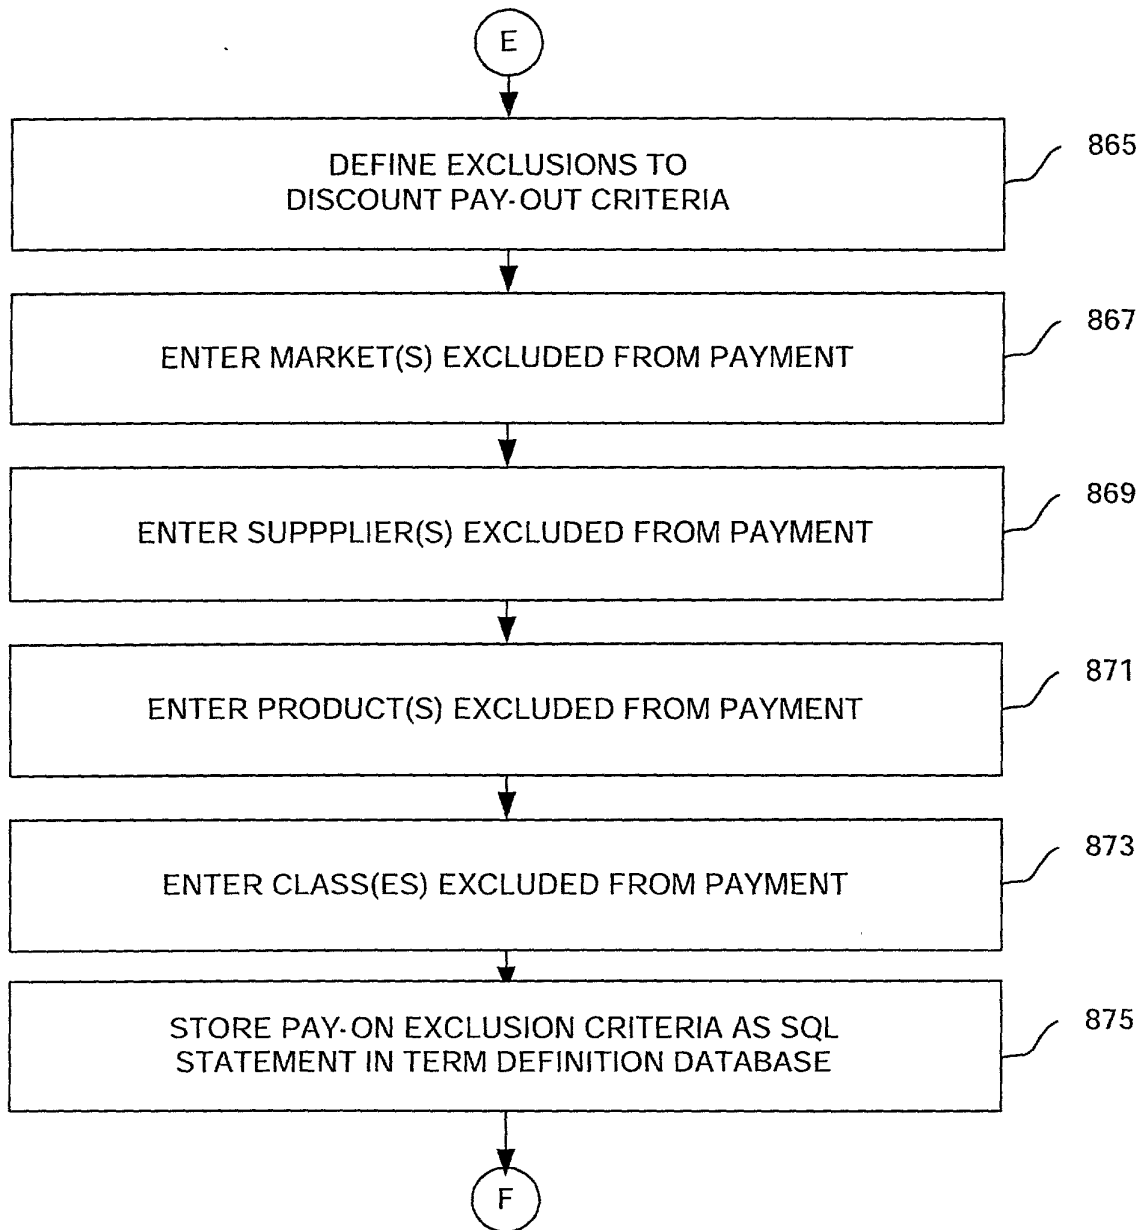 E
DEFINE EXCLUSIONS TO
DISCOUNT PAY-OUT CRITERIA
865
ENTER MARKET(S) EXCLUDED FROM PAYMENT
867
ENTER SUPPPLIER(S) EXCLUDED FROM PAYMENT
869
ENTER PRODUCT(S) EXCLUDED FROM PAYMENT
871
ENTER CLASS(ES) EXCLUDED FROM PAYMENT
873
STORE PAY-ON EXCLUSION CRITERIA AS SQL
STATEMENT IN TERM DEFINITION DATABASE
875
F